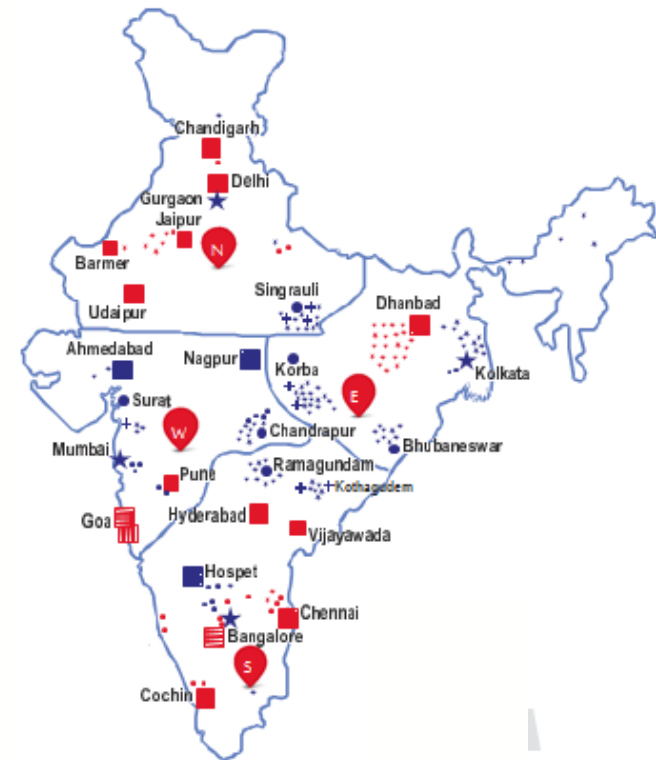 Chandigarh
Delhi
Gurgaon
Jaipur
N
Barmer
Singrauli
Udaipur
Dhanbad
Ahmedabad
Nagpur
Korba
Kolkata
Surat
E
W
Chandrapur
Mumbai
Bhubaneswar
Ramagundam
Pune
Kothagudem
Goa
Hyderabad
Vijayawada
Hospet
Chennai
Bangalore
S
Cochin